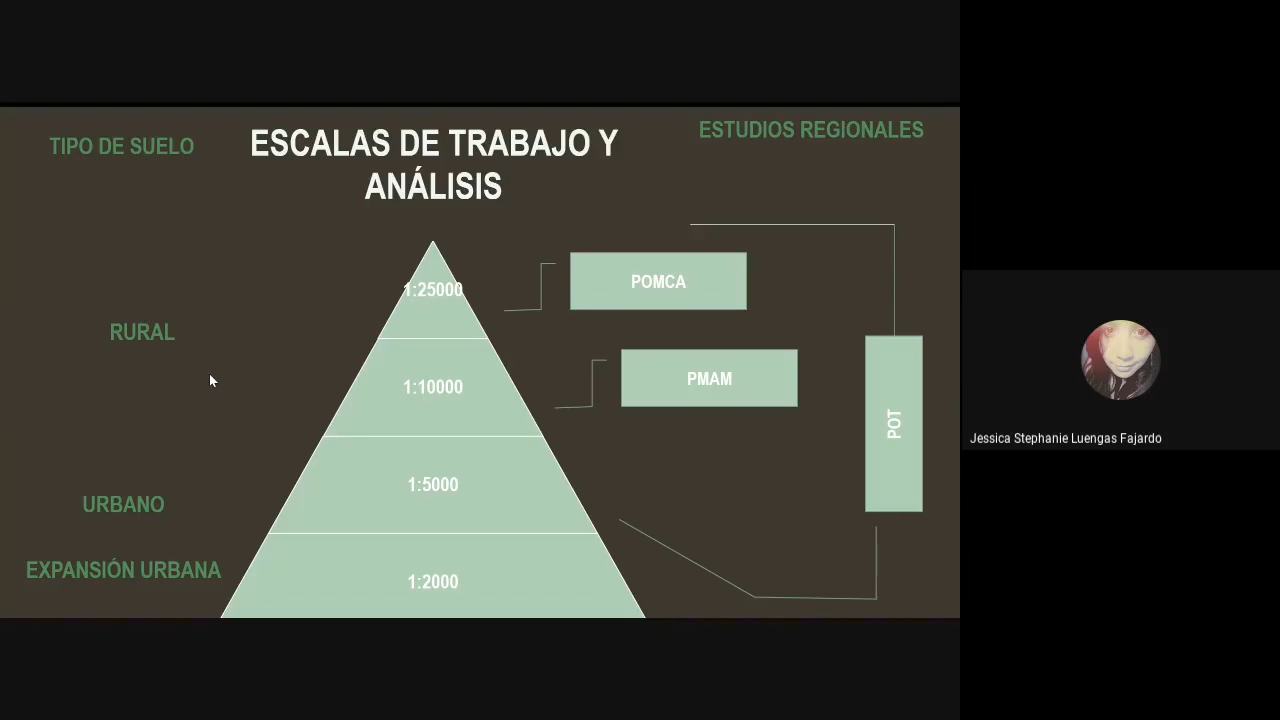 TIPO DE SUELO
ESCALAS DE TRABAJO Y
ANÁLISIS
ESTUDIOS REGIONALES
1:25000
POMCA
RURAL
1:10000
PMAM
POT
1:5000
URBANO
EXPANSIÓN URBANA
1:2000
Jessica Stephanie Luengas Fajardo